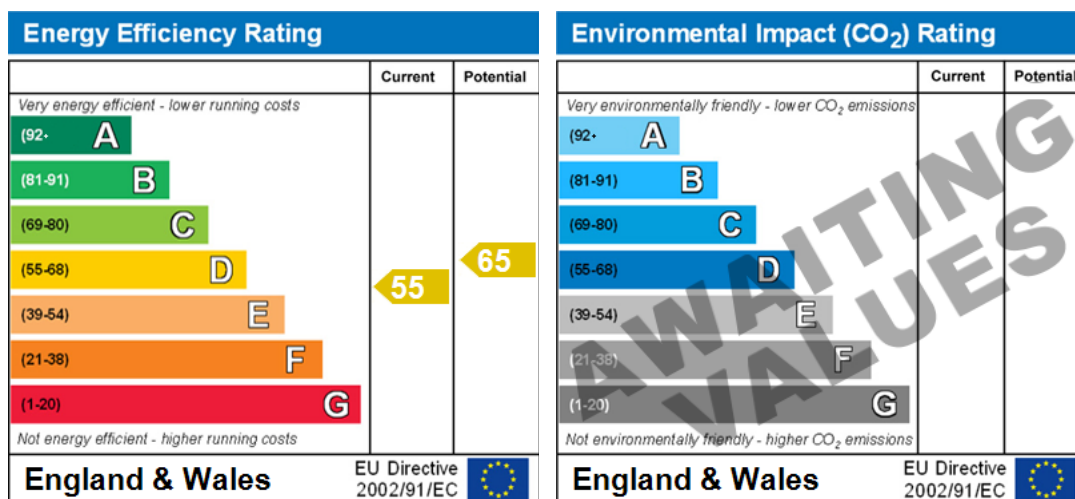 Energy Efficiency Rating
Current Potential
Very energy efficient - lower running costs
(92+ A
(81-91) B
(69-80) C
(55-68) D
(39-54) E
(21-38) F
(1-20) G
55
65
Not energy efficient - higher running costs
England & Wales
EU Directive
2002/91/EC
Environmental Impact (CO₂) Rating
Current Potential
Very environmentally friendly - lower CO₂ emissions
(92+ A
(81-91) B
(69-80) C
(55-68) D
(39-54) E
(21-38) F
(1-20) G
AWAITING
VALUES
Not environmentally friendly - higher CO₂ emissions
England & Wales
EU Directive
2002/91/EC